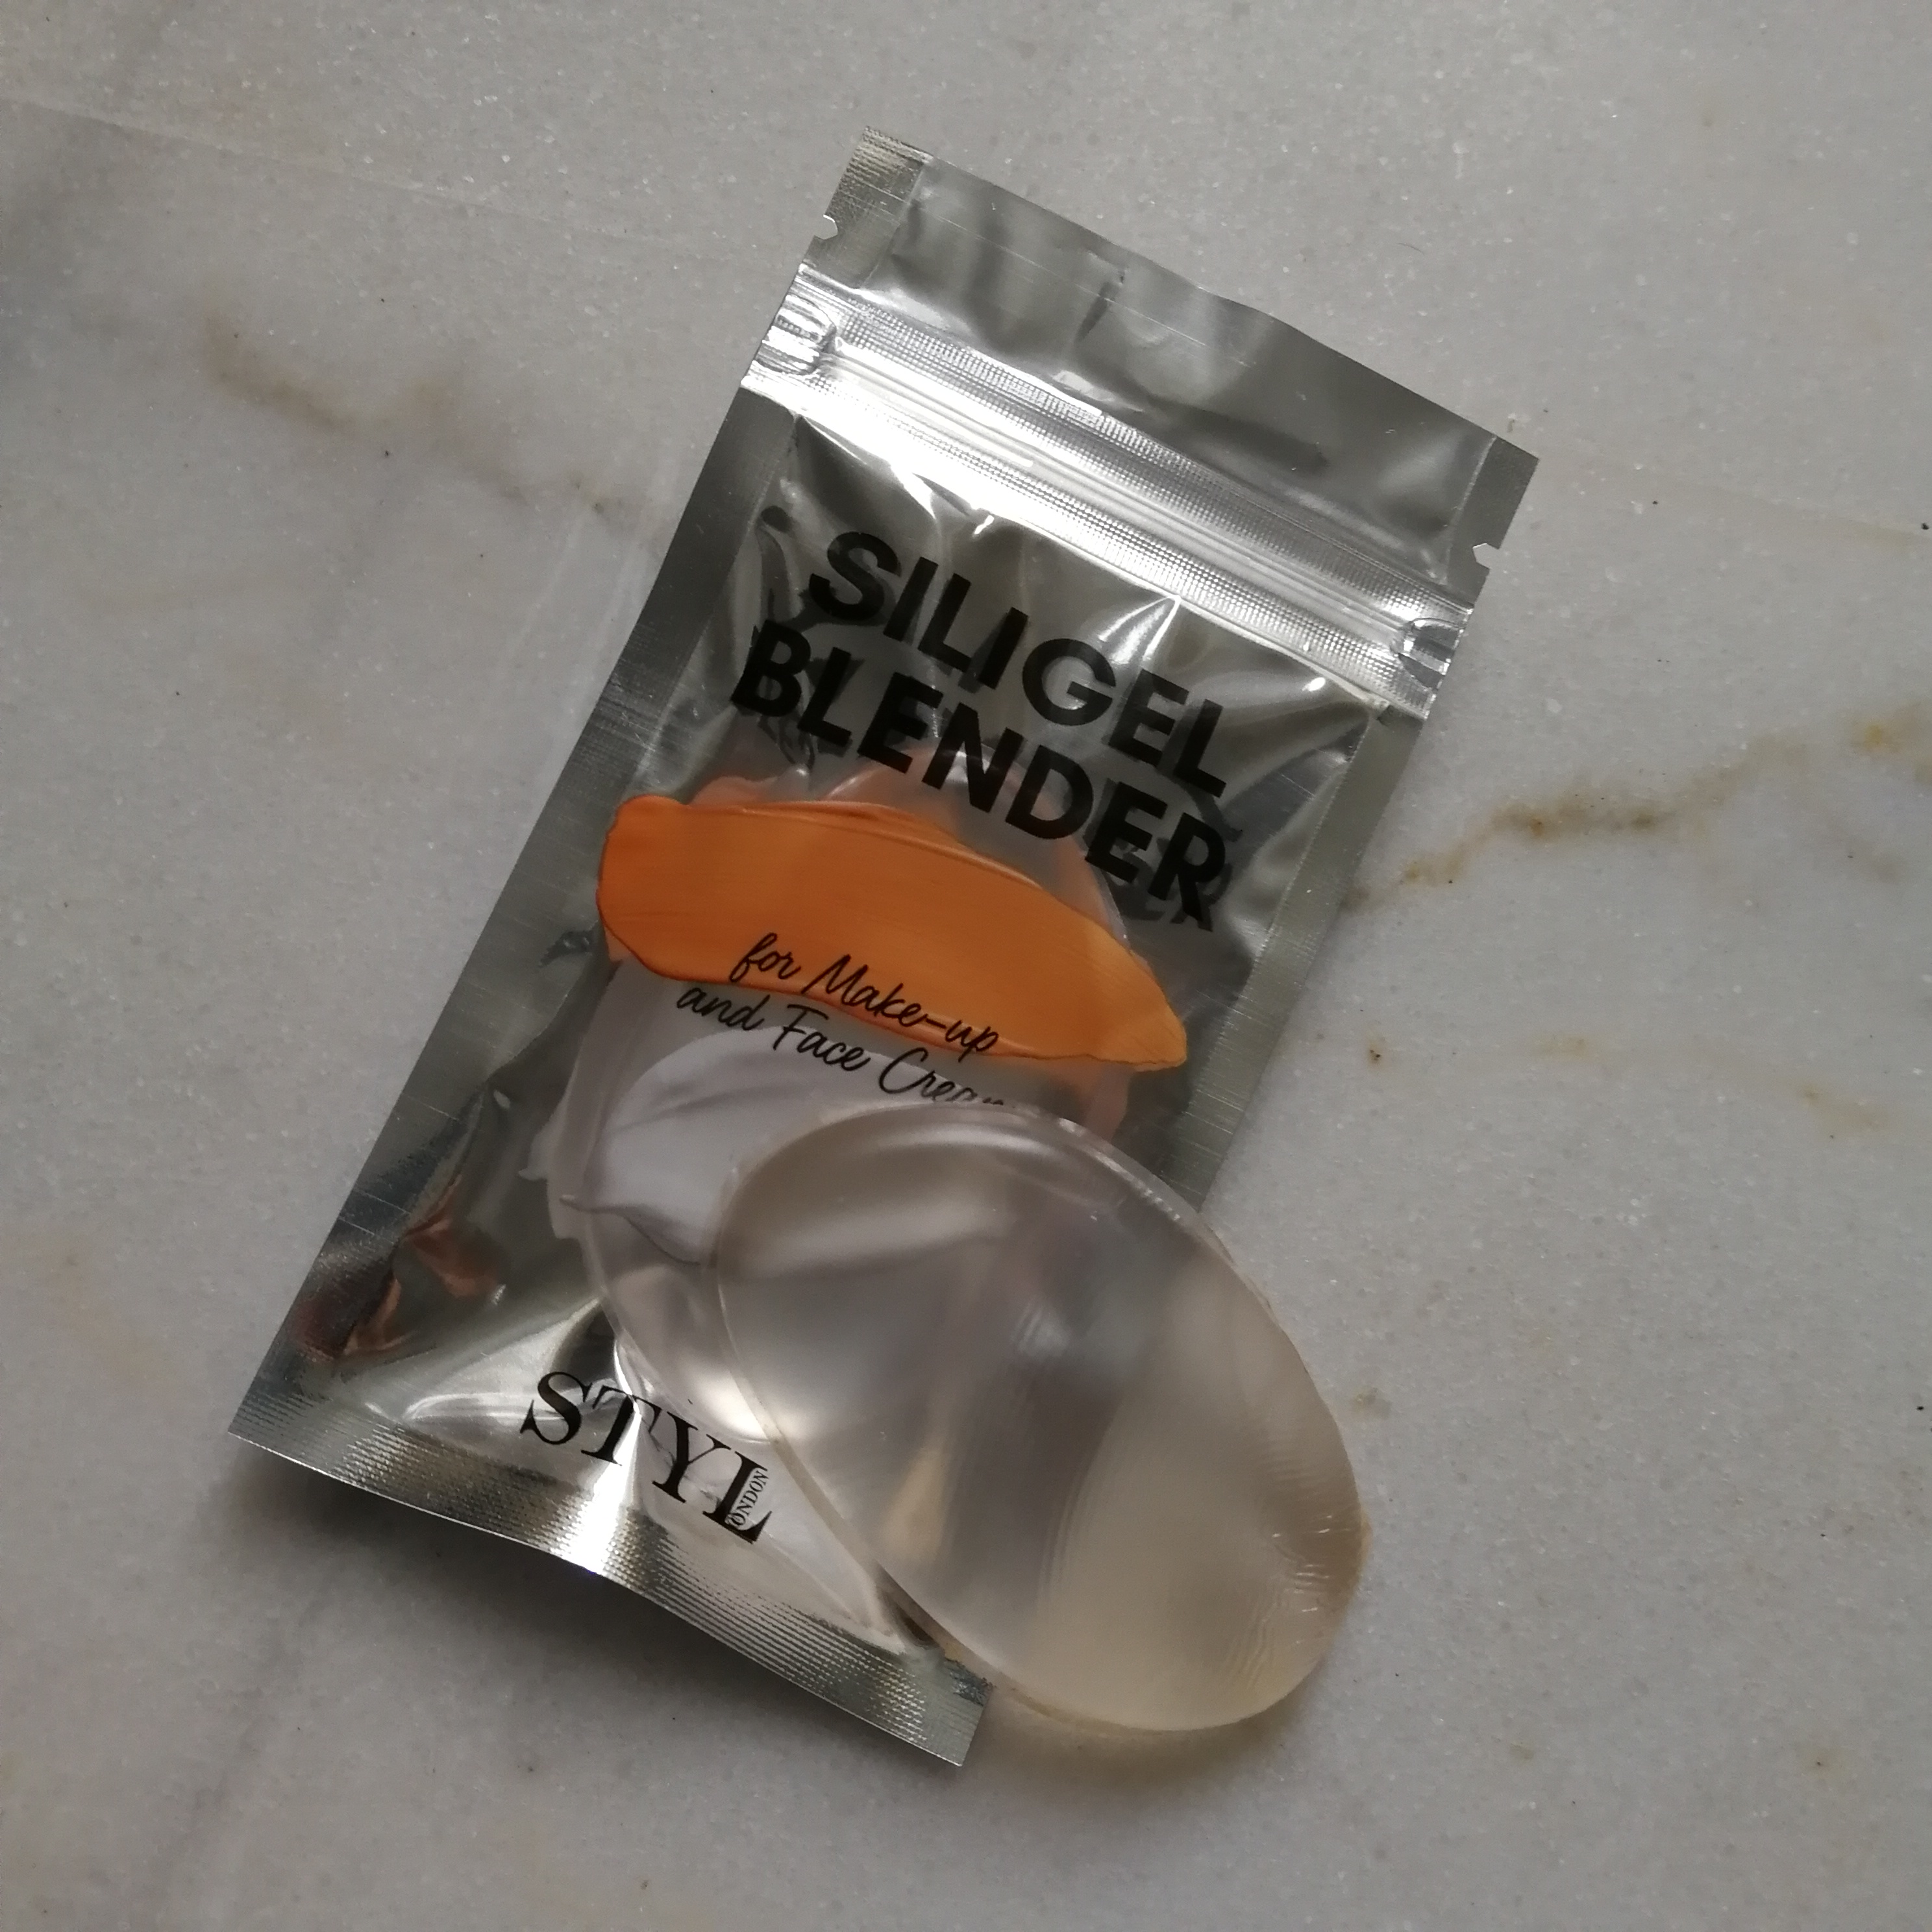 SILIGEL
BLENDER
for Make-up
and Face
STYL
LONDON